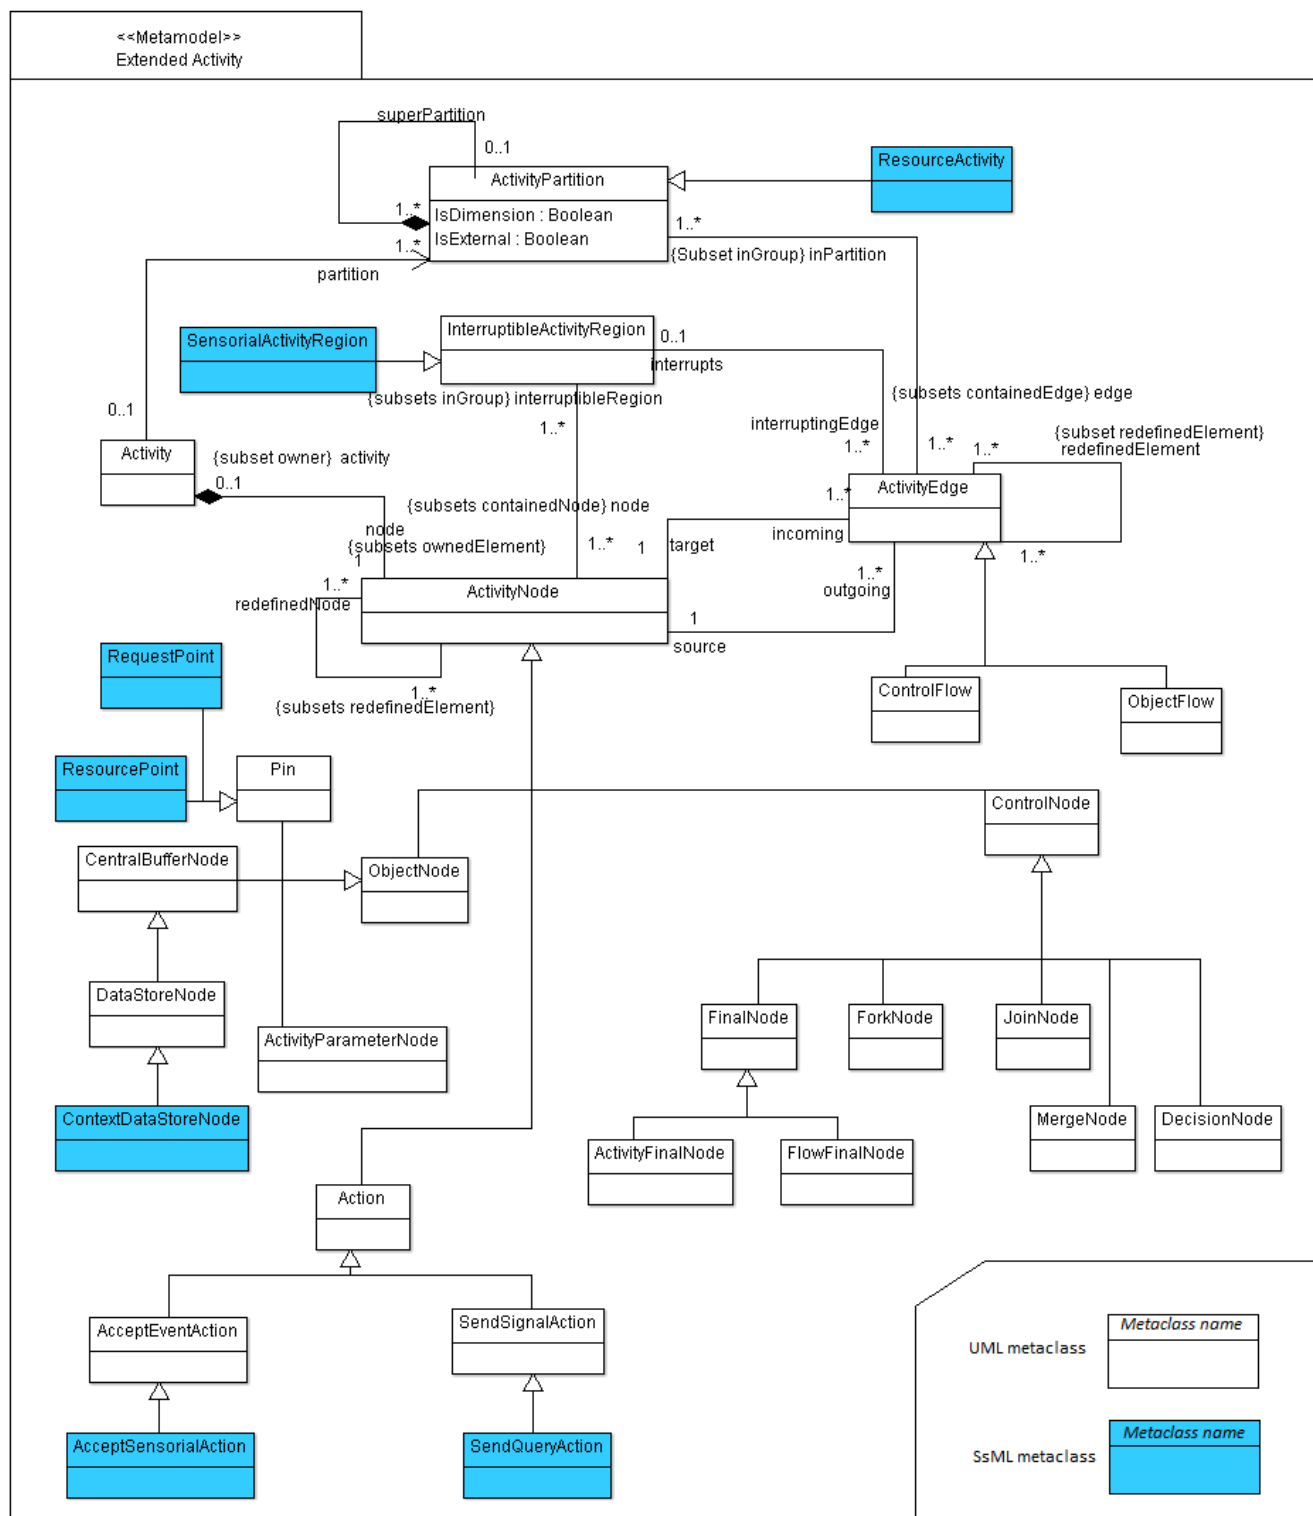 <<Metamodel>>
Extended Activity
superPartition
0..1
ResourceActivity
ActivityPartition
1..*
IsDimension : Boolean
1..*
IsExternal : Boolean
1..*
{Subset inGroup} inPartition
partition
SensorialActivityRegion
InterruptibleActivityRegion
0..1
interrupts
{subsets inGroup} interruptibleRegion
{subsets containedEdge} edge
0..1
1..*
interruptingEdge
1..*
1..*
{subset redefinedElement}
1..*
redefinedElement
Activity
{subset owner} activity
0..1
ActivityEdge
1..*
{subsets containedNode} node
node
{subsets ownedElement}
1..*
1
target
incoming
1..*
1
1..*
redefinedNode
ActivityNode
1..*
outgoing
1
source
1..*
{subsets redefinedElement}
RequestPoint
ControlFlow
ObjectFlow
ResourcePoint
Pin
ControlNode
CentralBufferNode
ObjectNode
DataStoreNode
ActivityParameterNode
FinalNode
ForkNode
JoinNode
ContextDataStoreNode
MergeNode
DecisionNode
ActivityFinalNode
FlowFinalNode
Action
AcceptEventAction
SendSignalAction
Metaclass name
UML metaclass
AcceptSensorialAction
SendQueryAction
Metaclass name
SsML metaclass